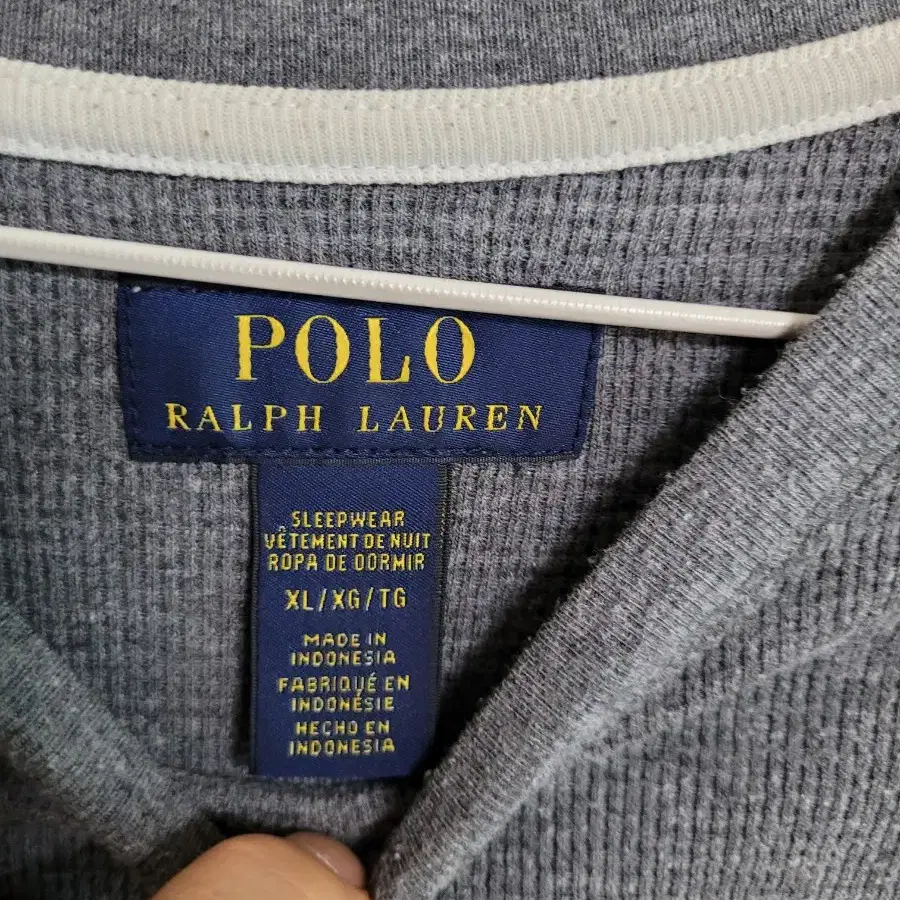 POLO
RALPH LAUREN
SLEEPWEAR
VÊTEMENT DE NUIT
ROPA DE DORMIR
XL/XG/TG
MADE IN
INDONESIA
FABRIQUÉ EN
INDONÉSIE
HECHO EN
INDONESIA